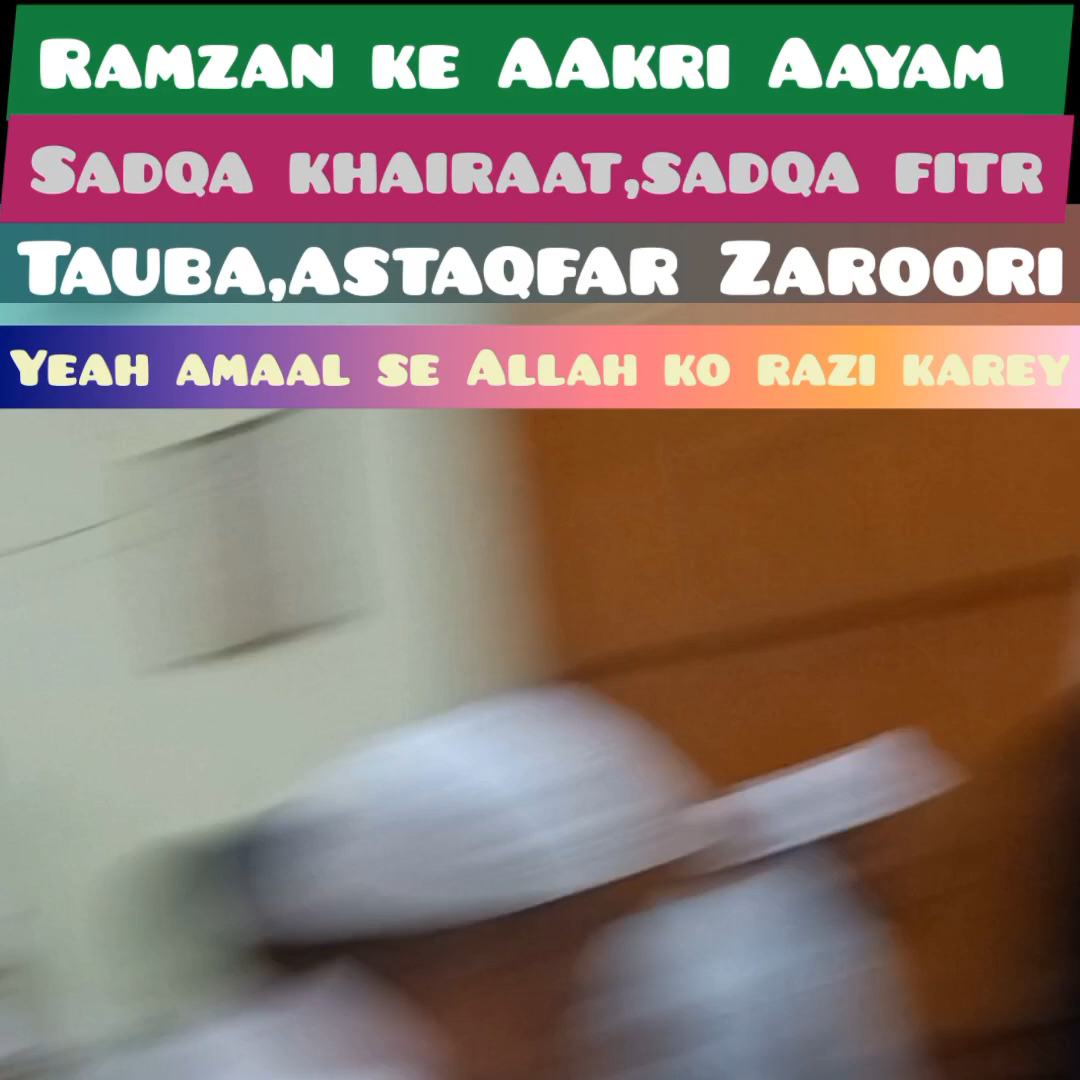 Ramzan ke AAkri Aayam
Sadqa khairaat,sadqa fitr
Tauba,astaqfar Zaroori
Yeah amaal se Allah ko razi karey